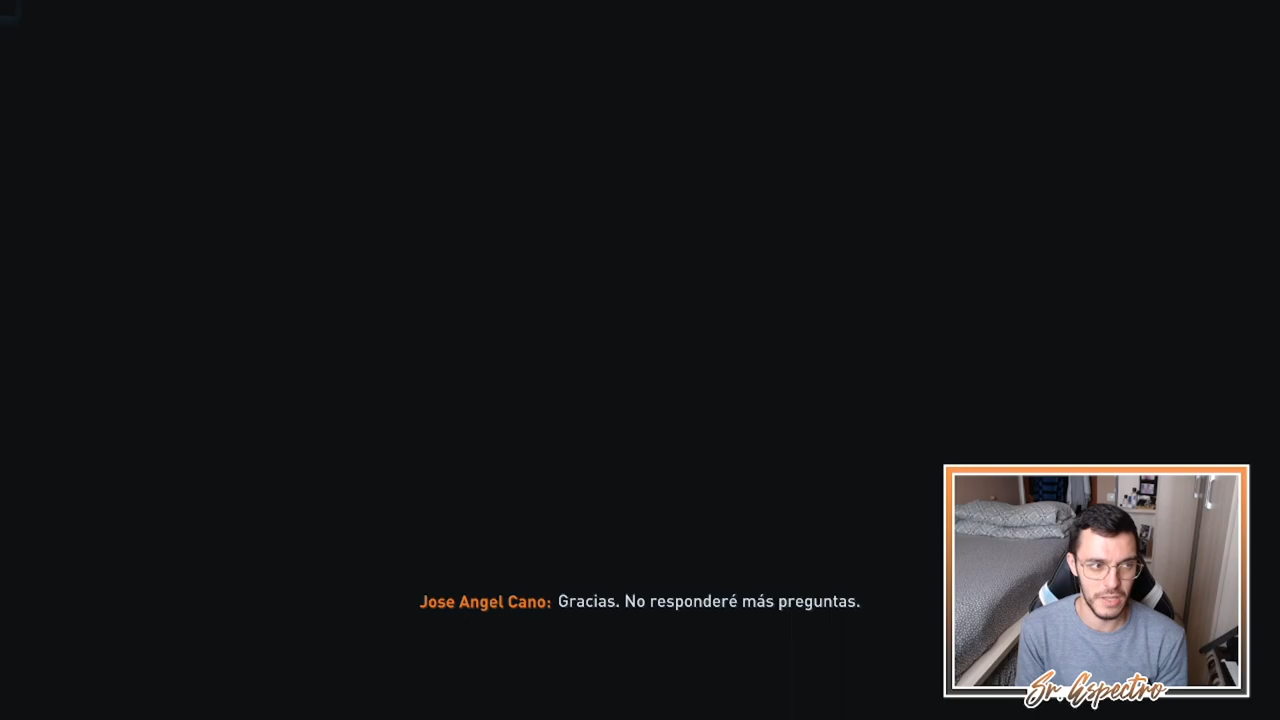 Jose Angel Cano: Gracias. No responderé más preguntas.
Sr. Espectro